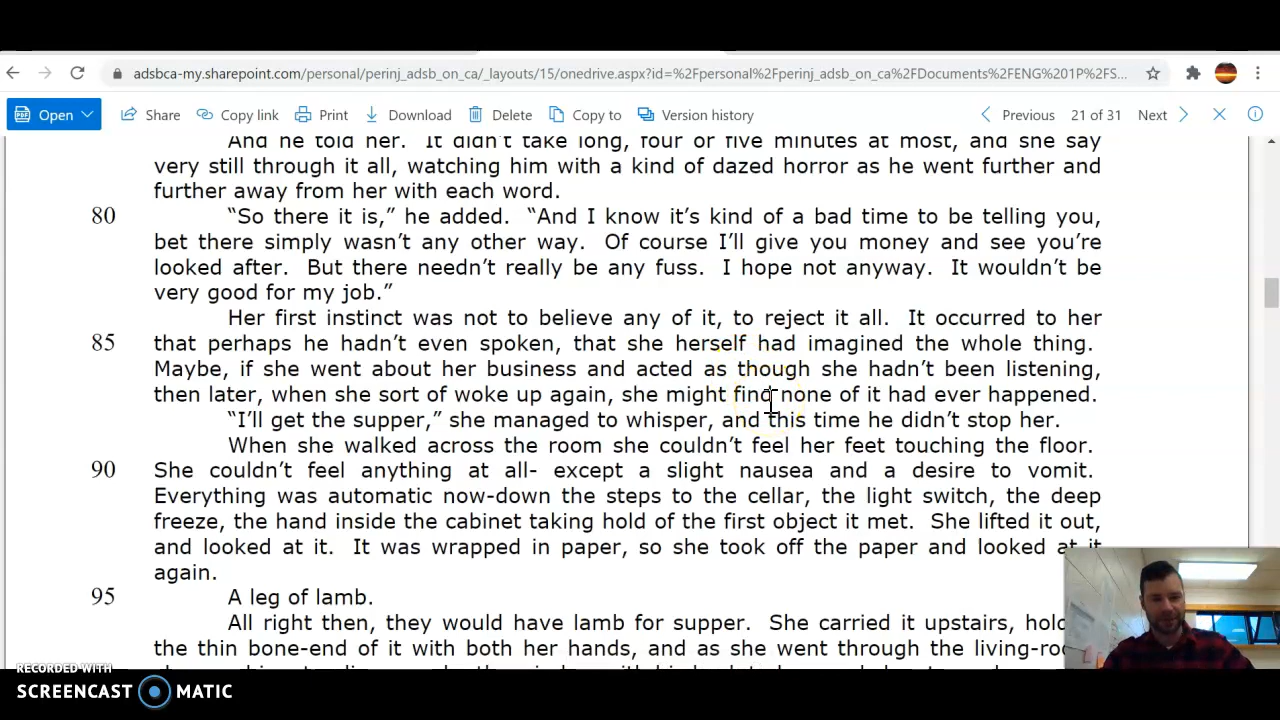 adsbca-my.sharepoint.com/personal/perinj_adsb_on_ca/_layouts/15/onedrive.aspx?id=%2Fpersonal%2Fperinj_adsb_on_ca%2FDocuments%2FENG%201P%2FS...
Open Share Copy link Print Download Delete Copy to Version history Previous 21 of 31 Next
And he told her. It didn't take long, four or five minutes at most, and she say
very still through it all, watching him with a kind of dazed horror as he went further and
further away from her with each word.
80 “So there it is,” he added. “And I know it’s kind of a bad time to be telling you,
bet there simply wasn’t any other way. Of course I’ll give you money and see you’re
looked after. But there needn’t really be any fuss. I hope not anyway. It wouldn’t be
very good for my job.”
Her first instinct was not to believe any of it, to reject it all. It occurred to her
85 that perhaps he hadn’t even spoken, that she herself had imagined the whole thing.
Maybe, if she went about her business and acted as though she hadn’t been listening,
then later, when she sort of woke up again, she might find none of it had ever happened.
“I’ll get the supper,” she managed to whisper, and this time he didn’t stop her.
When she walked across the room she couldn’t feel her feet touching the floor.
90 She couldn’t feel anything at all- except a slight nausea and a desire to vomit.
Everything was automatic now-down the steps to the cellar, the light switch, the deep
freeze, the hand inside the cabinet taking hold of the first object it met. She lifted it out,
and looked at it. It was wrapped in paper, so she took off the paper and looked at it
again.
95 A leg of lamb.
All right then, they would have lamb for supper. She carried it upstairs,
the thin bone-end of it with both her hands, and as she went through the
RECORDED WITH
SCREENCAST MATIC